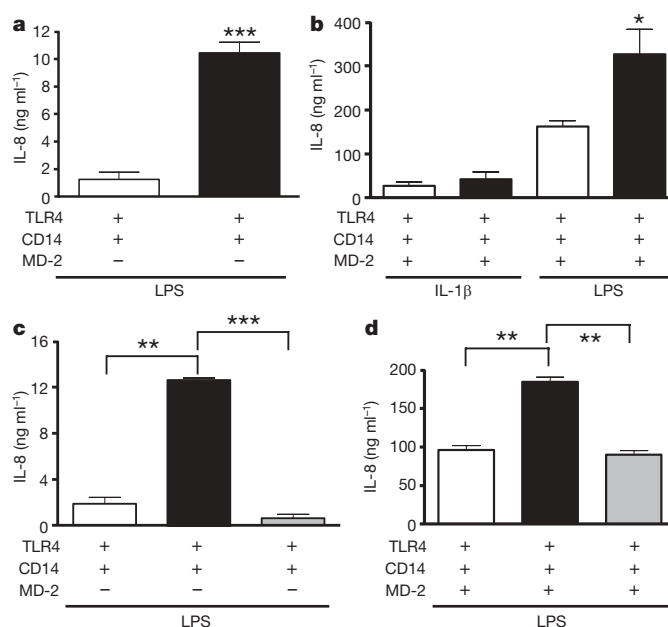 a
***
12
10
8
6
4
2
0
IL-8 (ng ml⁻¹)
TLR4 + +
CD14 + +
MD-2 – –
LPS
b
*
400
300
200
100
0
IL-8 (ng ml⁻¹)
TLR4 + + + +
CD14 + + + +
MD-2 + + + +
IL-1β LPS
c
** ***
16
12
8
4
0
IL-8 (ng ml⁻¹)
TLR4 + + +
CD14 + + +
MD-2 – – –
LPS
d
** **
200
150
100
50
0
IL-8 (ng ml⁻¹)
TLR4 + + +
CD14 + + +
MD-2 + + +
LPS